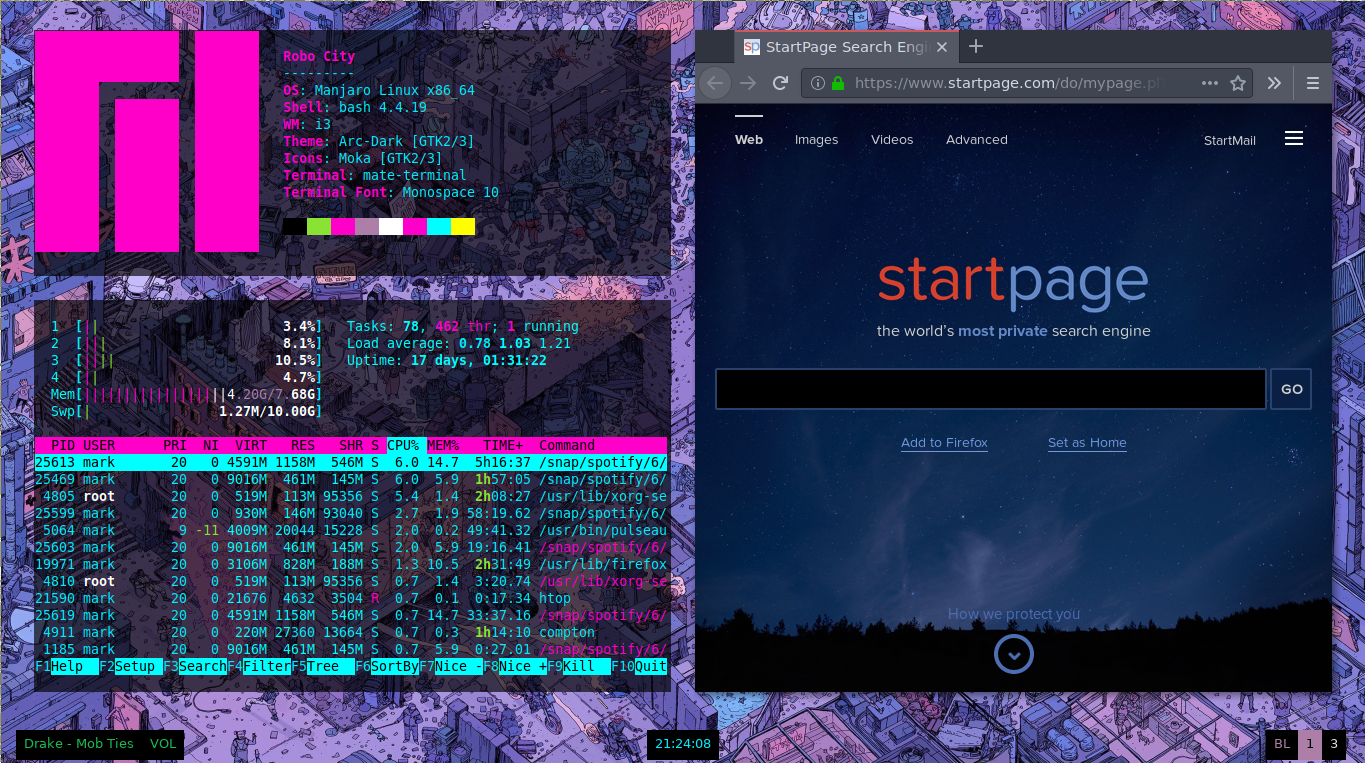 Robo City
---------
OS: Manjaro Linux x86_64
Shell: bash 4.4.19
WM: i3
Theme: Arc-Dark [GTK2/3]
Icons: Moka [GTK2/3]
Terminal: mate-terminal
Terminal Font: Monospace 10
1 [|| 3.4%] Tasks: 78, 462 thr; 1 running
2 [||| 8.1%] Load average: 0.78 1.03 1.21
3 [|||| 10.5%] Uptime: 17 days, 01:31:22
4 [|| 4.7%]
Mem[||||||||||||||||||4.20G/7.68G]
Swp[| 1.27M/10.00G]
PID USER PRI NI VIRT RES SHR S CPU% MEM% TIME+ Command
25613 mark 20 0 4591M 1158M 546M S 6.0 14.7 5h16:37 /snap/spotify/6/
25469 mark 20 0 9016M 461M 145M S 6.0 5.9 1h57:05 /snap/spotify/6/
4805 root 20 0 519M 113M 95356 S 5.4 1.4 2h08:27 /usr/lib/xorg-se
25599 mark 20 0 930M 146M 93040 S 2.7 1.9 58:19.62 /snap/spotify/6/
5064 mark 9 -11 4009M 20044 15228 S 2.0 0.2 49:41.32 /usr/bin/pulseau
25603 mark 20 0 9016M 461M 145M S 2.0 5.9 19:16.41 /snap/spotify/6/
19971 mark 20 0 3106M 828M 188M S 1.3 10.5 2h31:49 /usr/lib/firefox
4810 root 20 0 519M 113M 95356 S 0.7 1.4 3:20.74 /usr/lib/xorg-se
21590 mark 20 0 21676 4632 3504 R 0.7 0.1 0:17.34 htop
25619 mark 20 0 4591M 1158M 546M S 0.7 14.7 33:37.16 /snap/spotify/6/
4911 mark 20 0 220M 27360 13664 S 0.7 0.3 1h14:10 compton
1185 mark 20 0 9016M 461M 145M S 0.7 5.9 0:27.01 /snap/spotify/6/
F1Help F2Setup F3SearchF4FilterF5Tree F6SortByF7Nice -F8Nice +F9Kill F10Quit
sp StartPage Search Engi
https://www.startpage.com/do/mypage.p
Web Images Videos Advanced StartMail
startpage
the world's most private search engine
GO
Add to Firefox Set as Home
How we protect you
Drake - Mob Ties VOL
21:24:08
BL 1 3